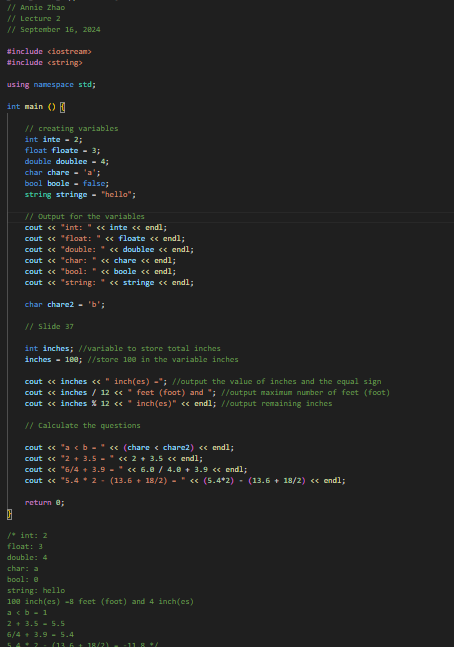 // Annie Zhao
// Lecture 2
// September 16, 2024
#include <iostream>
#include <string>
using namespace std;
int main () {
// creating variables
int inte = 2;
float floate = 3;
double doublee = 4;
char chare = 'a';
bool boole = false;
string stringe = "hello";
// Output for the variables
cout << "int: " << inte << endl;
cout << "float: " << floate << endl;
cout << "double: " << doublee << endl;
cout << "char: " << chare << endl;
cout << "bool: " << boole << endl;
cout << "string: " << stringe << endl;
char chare2 = 'b';
// Slide 37
int inches; //variable to store total inches
inches = 100; //store 100 in the variable inches
cout << inches << " inch(es) ="; //output the value of inches and the equal sign
cout << inches / 12 << " feet (foot) and "; //output maximum number of feet (foot)
cout << inches % 12 << " inch(es)" << endl; //output remaining inches
// Calculate the questions
cout << "a < b = " << (chare < chare2) << endl;
cout << "2 + 3.5 = " << 2 + 3.5 << endl;
cout << "6/4 + 3.9 = " << 6.0 / 4.0 + 3.9 << endl;
cout << "5.4 * 2 - (13.6 + 18/2) = " << (5.4*2) - (13.6 + 18/2) << endl;
return 0;
}
/* int: 2
float: 3
double: 4
char: a
bool: 0
string: hello
100 inch(es) =8 feet (foot) and 4 inch(es)
a < b = 1
2 + 3.5 = 5.5
6/4 + 3.9 = 5.4
5.4 * 2 - (13.6 + 18/2) = -11.8 */